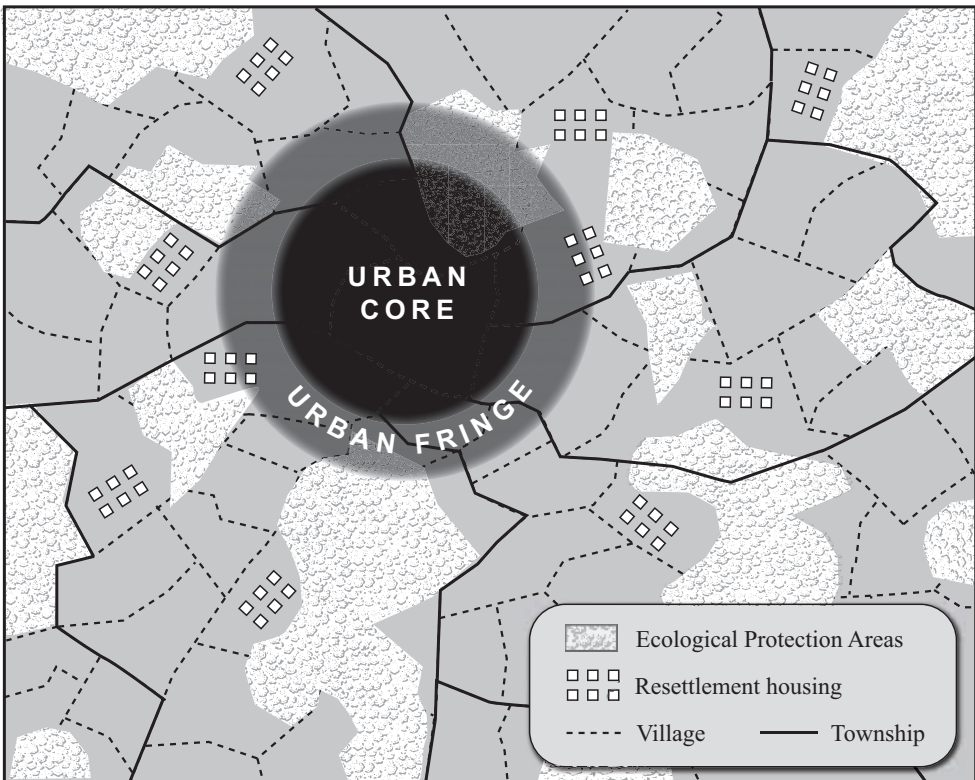 URBAN
CORE
URBAN FRINGE
Ecological Protection Areas
Resettlement housing
Village
Township